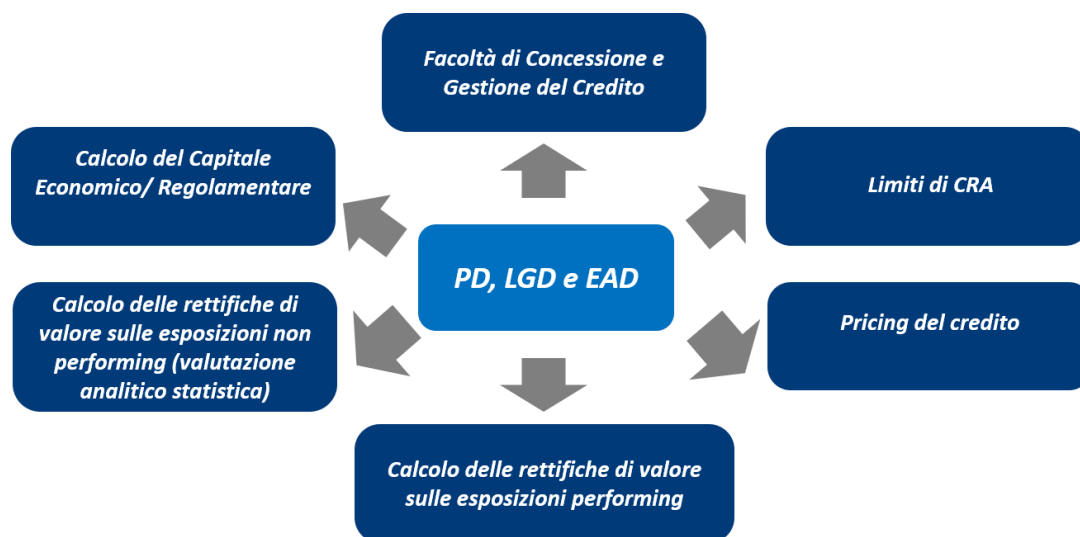 Facoltà di Concessione e
Gestione del Credito
Calcolo del Capitale
Economico/ Regolamentare
Limiti di CRA
PD, LGD e EAD
Calcolo delle rettifiche di
valore sulle esposizioni non
performing (valutazione
analitico statistica)
Pricing del credito
Calcolo delle rettifiche di valore
sulle esposizioni performing